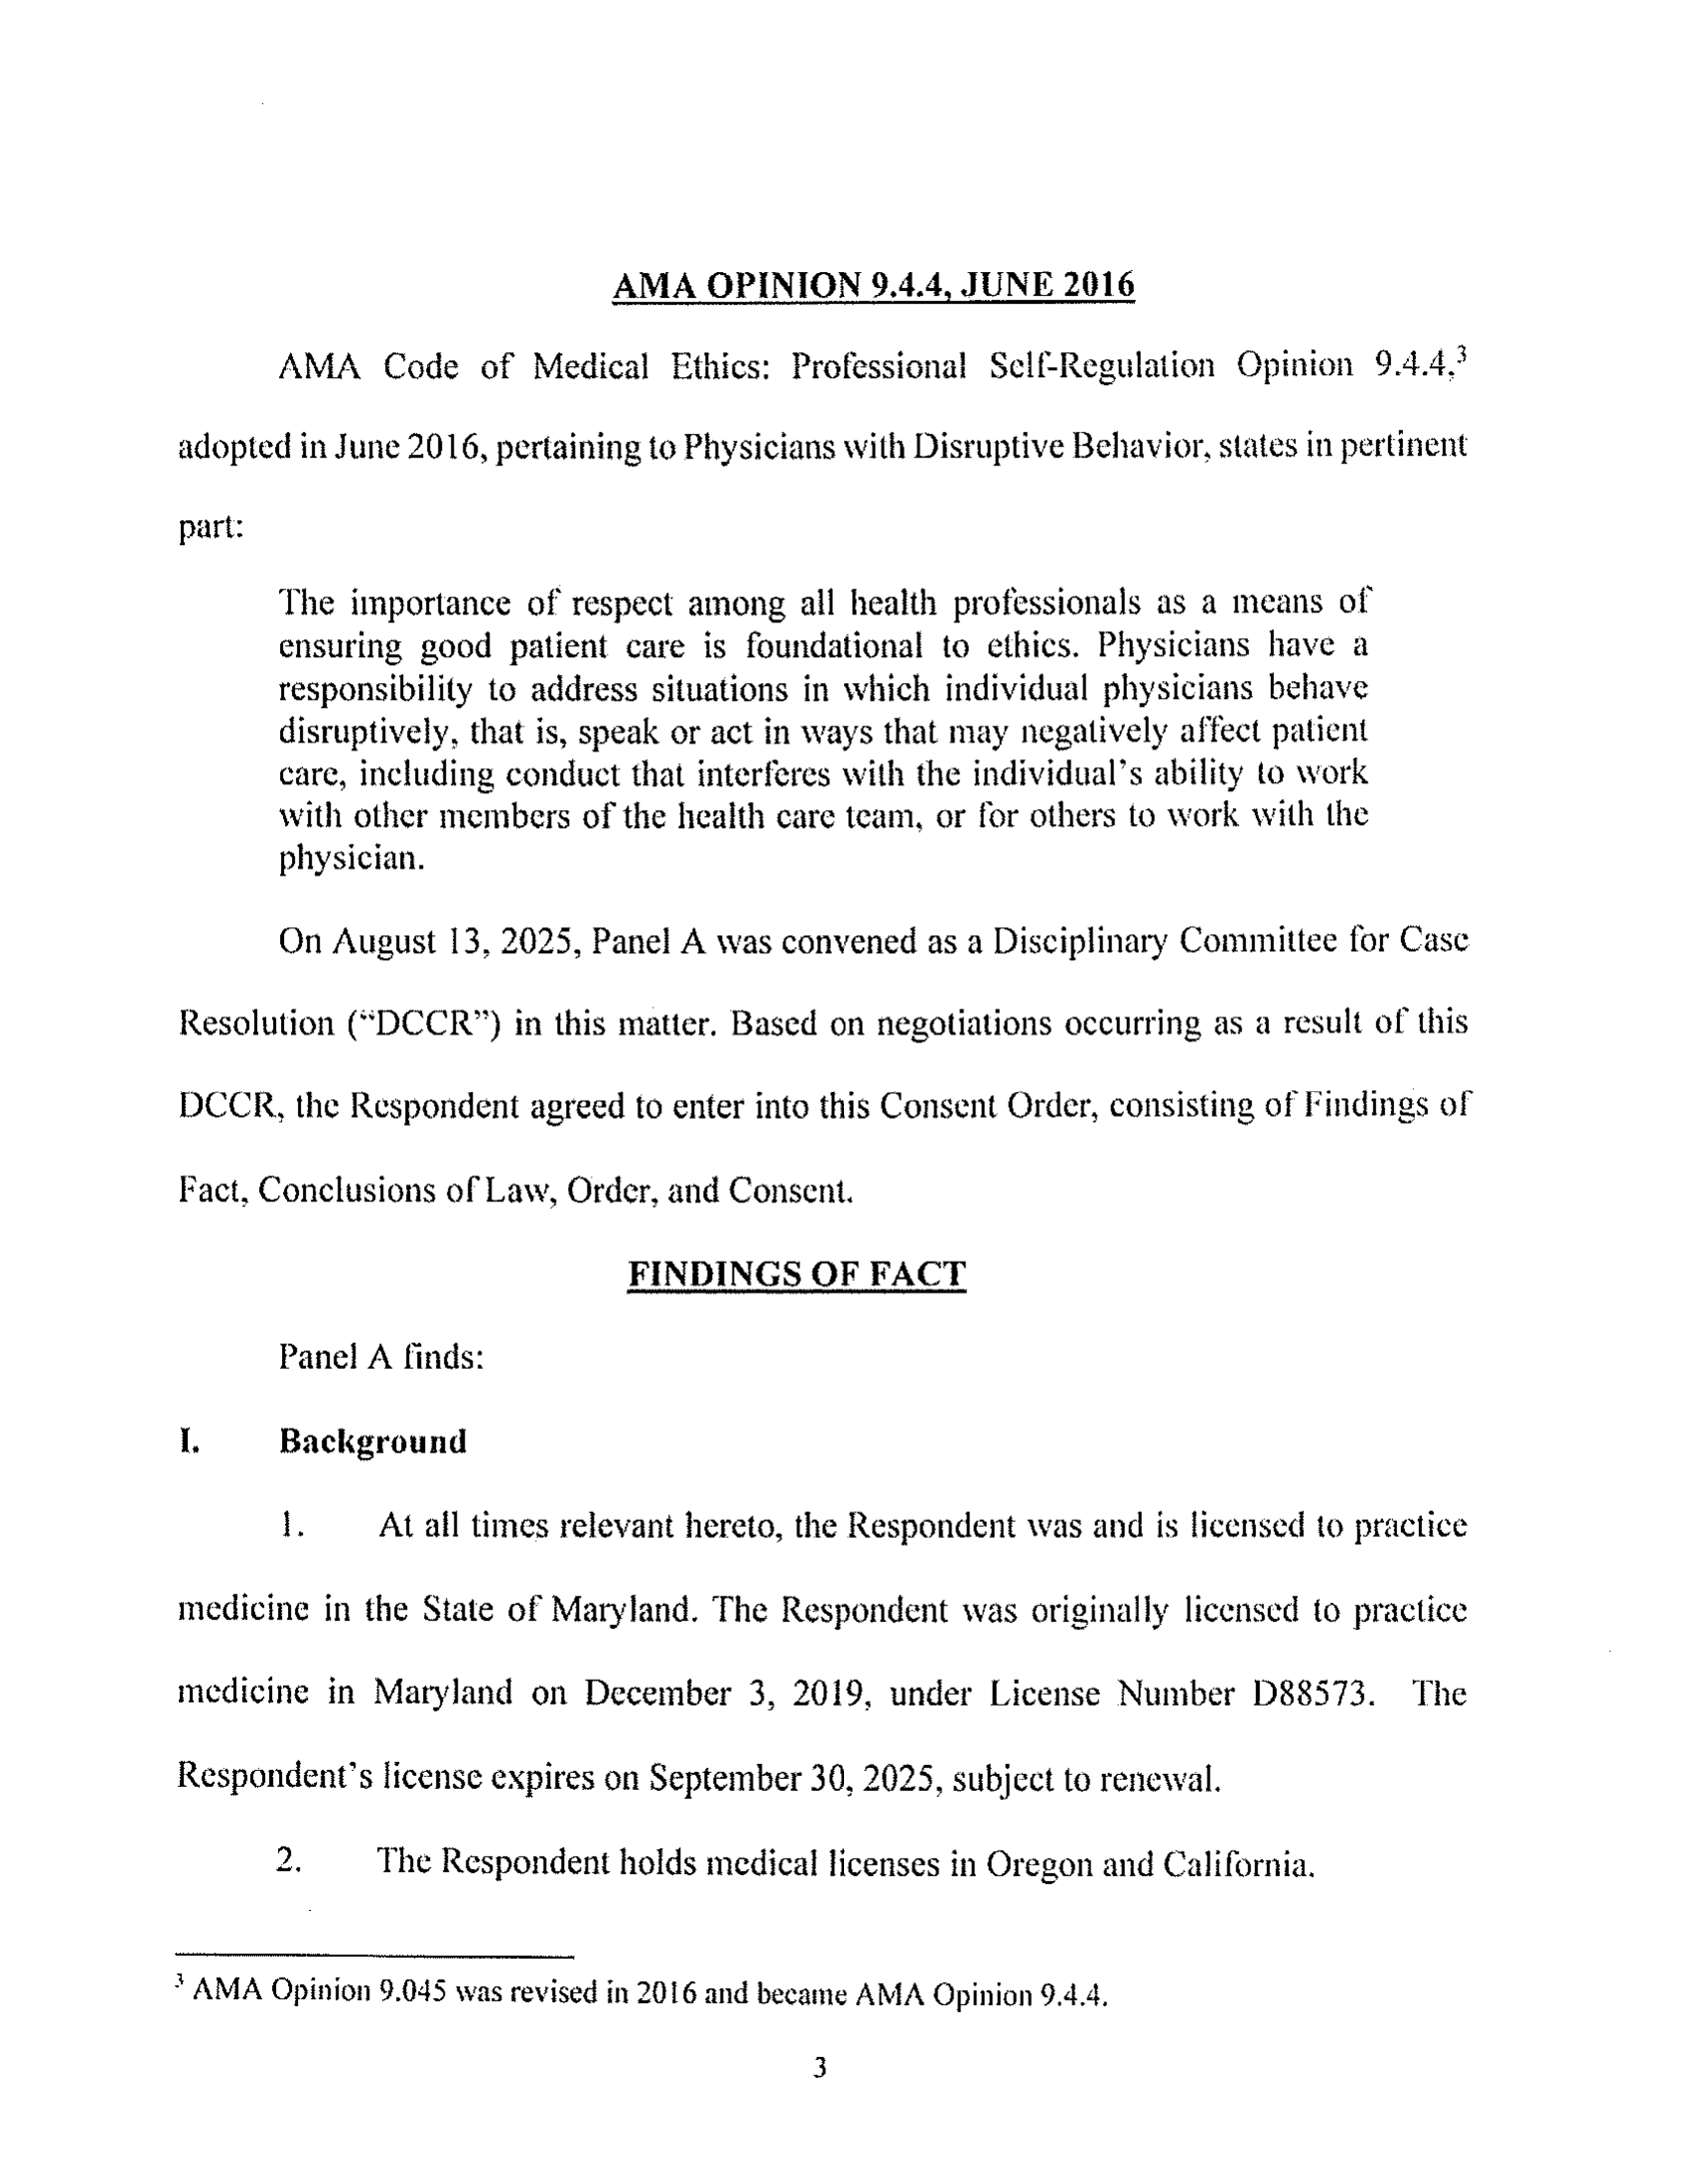 AMA OPINION 9.4.4, JUNE 2016
AMA Code of Medical Ethics: Professional Self-Regulation Opinion 9.4.4,³
adopted in June 2016, pertaining to Physicians with Disruptive Behavior, states in pertinent
part:
The importance of respect among all health professionals as a means of
ensuring good patient care is foundational to ethics. Physicians have a
responsibility to address situations in which individual physicians behave
disruptively, that is, speak or act in ways that may negatively affect patient
care, including conduct that interferes with the individual's ability to work
with other members of the health care team, or for others to work with the
physician.
On August 13, 2025, Panel A was convened as a Disciplinary Committee for Case
Resolution (“DCCR”) in this matter. Based on negotiations occurring as a result of this
DCCR, the Respondent agreed to enter into this Consent Order, consisting of Findings of
Fact, Conclusions of Law, Order, and Consent.
FINDINGS OF FACT
Panel A finds:
I. Background
1. At all times relevant hereto, the Respondent was and is licensed to practice
medicine in the State of Maryland. The Respondent was originally licensed to practice
medicine in Maryland on December 3, 2019, under License Number D88573. The
Respondent's license expires on September 30, 2025, subject to renewal.
2. The Respondent holds medical licenses in Oregon and California.
³ AMA Opinion 9.045 was revised in 2016 and became AMA Opinion 9.4.4.
3